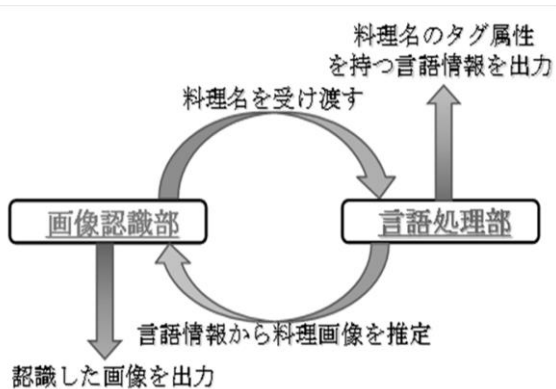 料理名のタグ属性
を持つ言語情報を出力
料理名を受け渡す
画像認識部
言語処理部
言語情報から料理画像を推定
認識した画像を出力